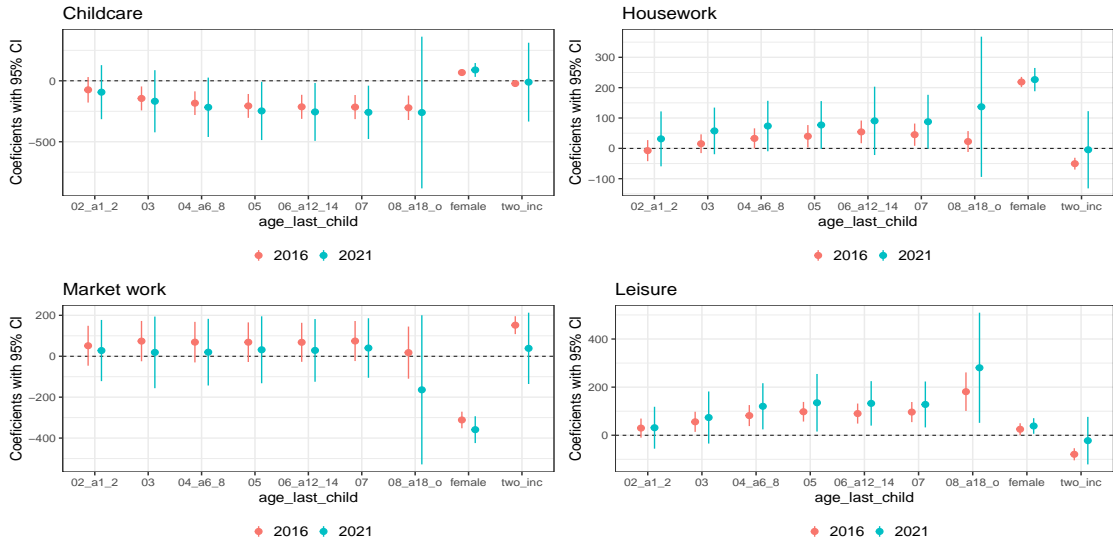 Childcare
Coeficients with 95% CI
0
−500
02_a1_2 03 04_a6_8 05 06_a12_14 07 08_a18_o female two_inc
age_last_child
2016 2021
Housework
Coeficients with 95% CI
300
200
100
0
−100
02_a1_2 03 04_a6_8 05 06_a12_14 07 08_a18_o female two_inc
age_last_child
2016 2021
Market work
Coeficients with 95% CI
200
0
−200
−400
02_a1_2 03 04_a6_8 05 06_a12_14 07 08_a18_o female two_inc
age_last_child
2016 2021
Leisure
Coeficients with 95% CI
400
200
0
02_a1_2 03 04_a6_8 05 06_a12_14 07 08_a18_o female two_inc
age_last_child
2016 2021